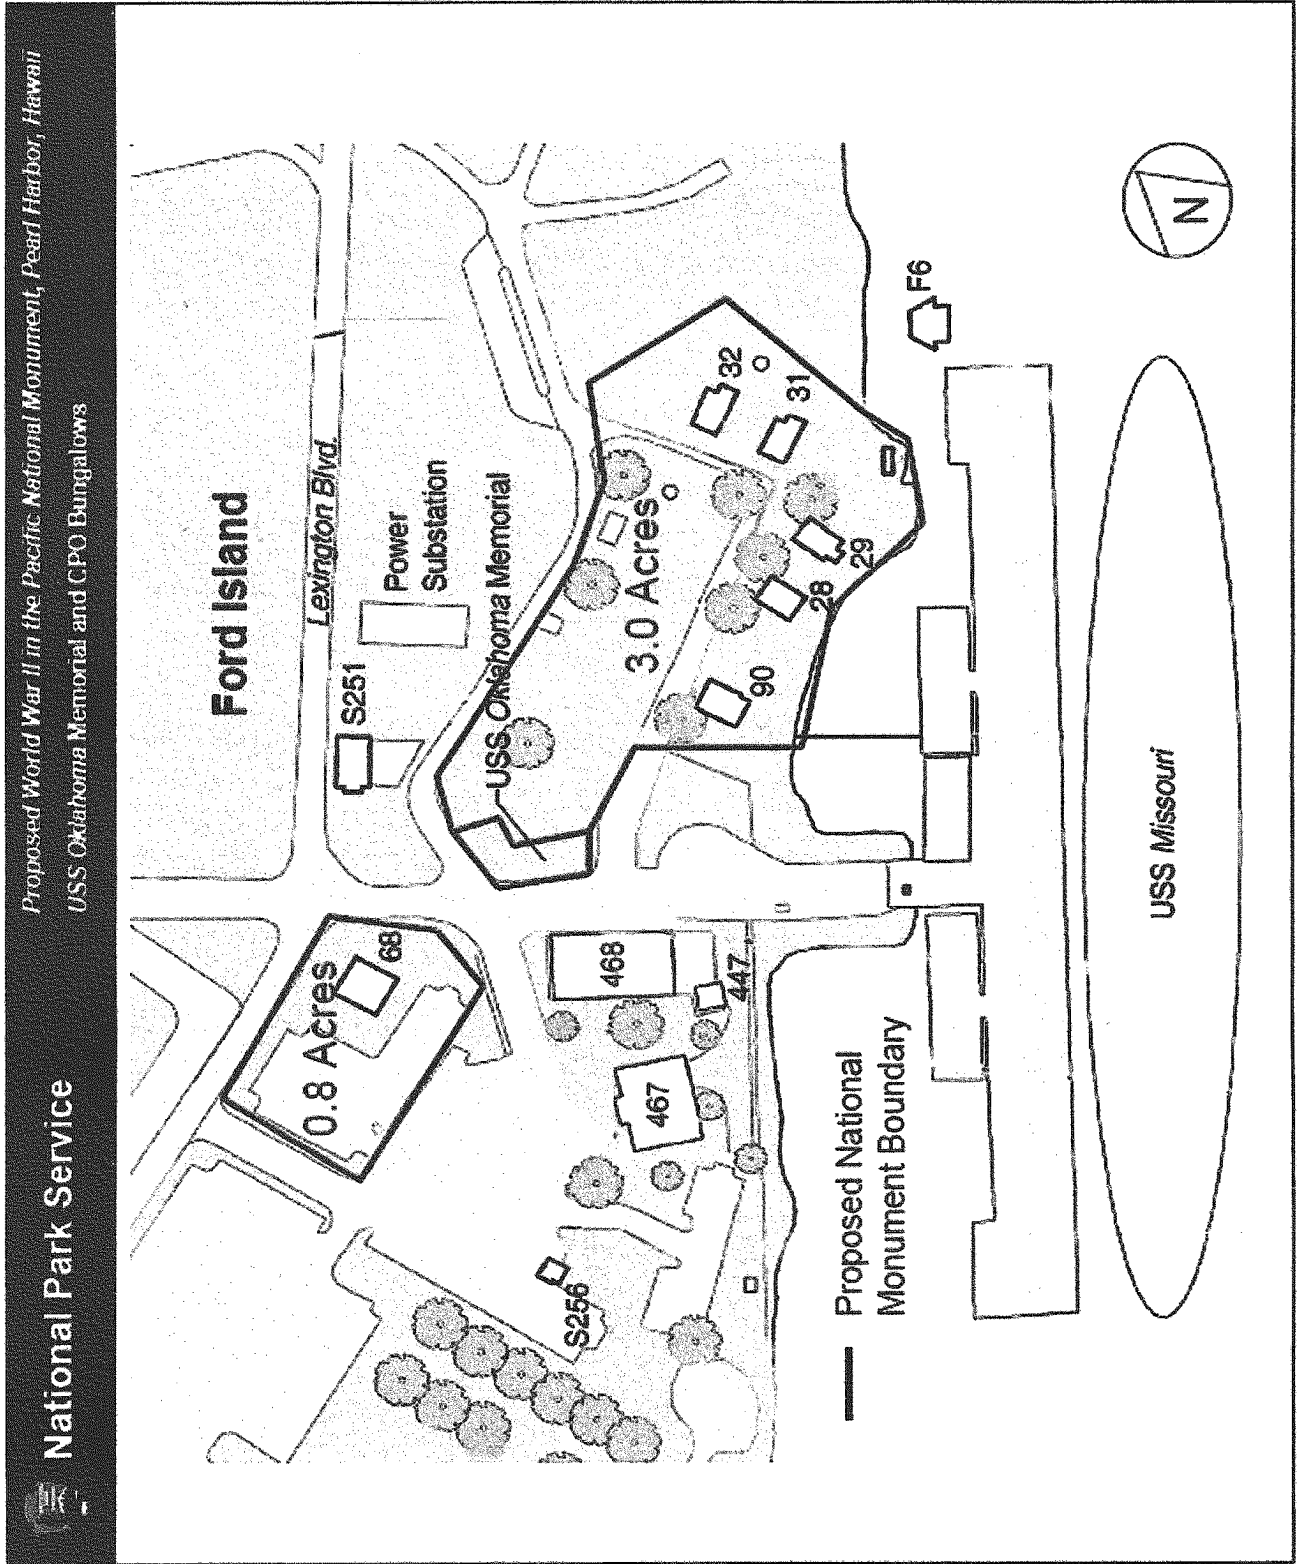 National Park Service
Proposed World War II in the Pacific National Monument, Pearl Harbor, Hawaii
USS Oklahoma Memorial and CPO Bungalows
Ford Island
Lexington Blvd.
S251
Power
Substation
USS Oklahoma Memorial
0.8 Acres
68
3.0 Acres
32
31
29
28
90
F6
468
447
467
S256
Proposed National
Monument Boundary
USS Missouri
N